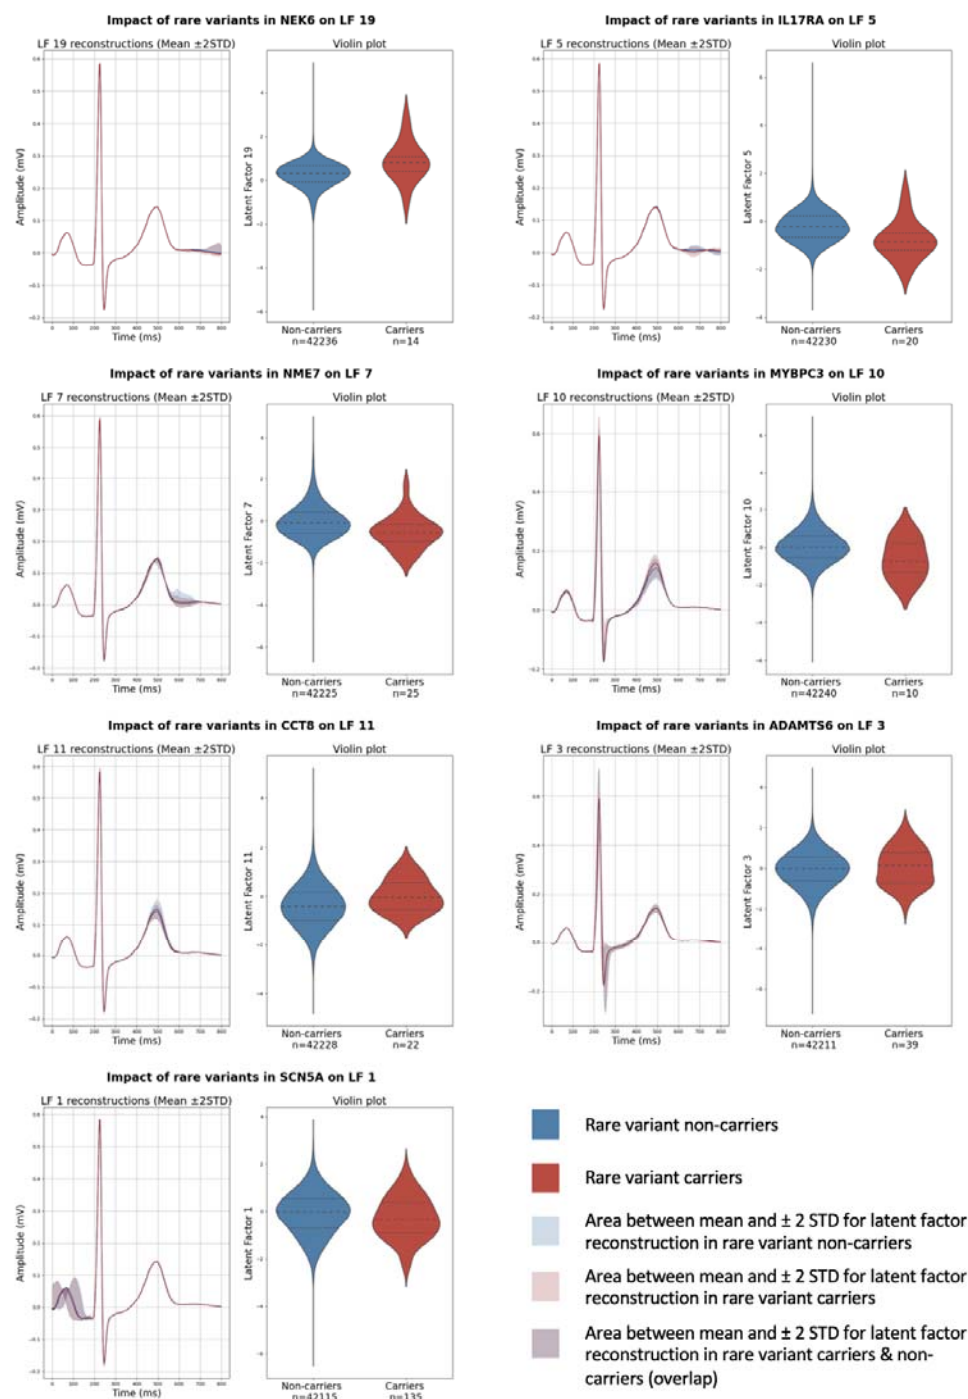 Impact of rare variants in NEK6 on LF 19
LF 19 reconstructions (Mean ±2STD)
Violin plot
Amplitude (mV)
Time (ms)
Latent Factor 19
Non-carriers
n=42236
Carriers
n=14
Impact of rare variants in IL17RA on LF 5
LF 5 reconstructions (Mean ±2STD)
Violin plot
Amplitude (mV)
Time (ms)
Latent Factor 5
Non-carriers
n=42230
Carriers
n=20
Impact of rare variants in NME7 on LF 7
LF 7 reconstructions (Mean ±2STD)
Violin plot
Amplitude (mV)
Time (ms)
Latent Factor 7
Non-carriers
n=42225
Carriers
n=25
Impact of rare variants in MYBPC3 on LF 10
LF 10 reconstructions (Mean ±2STD)
Violin plot
Amplitude (mV)
Time (ms)
Latent Factor 10
Non-carriers
n=42240
Carriers
n=10
Impact of rare variants in CCT8 on LF 11
LF 11 reconstructions (Mean ±2STD)
Violin plot
Amplitude (mV)
Time (ms)
Latent Factor 11
Non-carriers
n=42228
Carriers
n=22
Impact of rare variants in ADAMTS6 on LF 3
LF 3 reconstructions (Mean ±2STD)
Violin plot
Amplitude (mV)
Time (ms)
Latent Factor 3
Non-carriers
n=42211
Carriers
n=39
Impact of rare variants in SCN5A on LF 1
LF 1 reconstructions (Mean ±2STD)
Violin plot
Amplitude (mV)
Time (ms)
Latent Factor 1
Non-carriers
n=42115
Carriers
n=135
Rare variant non-carriers
Rare variant carriers
Area between mean and ± 2 STD for latent factor
reconstruction in rare variant non-carriers
Area between mean and ± 2 STD for latent factor
reconstruction in rare variant carriers
Area between mean and ± 2 STD for latent factor
reconstruction in rare variant carriers & non-
carriers (overlap)